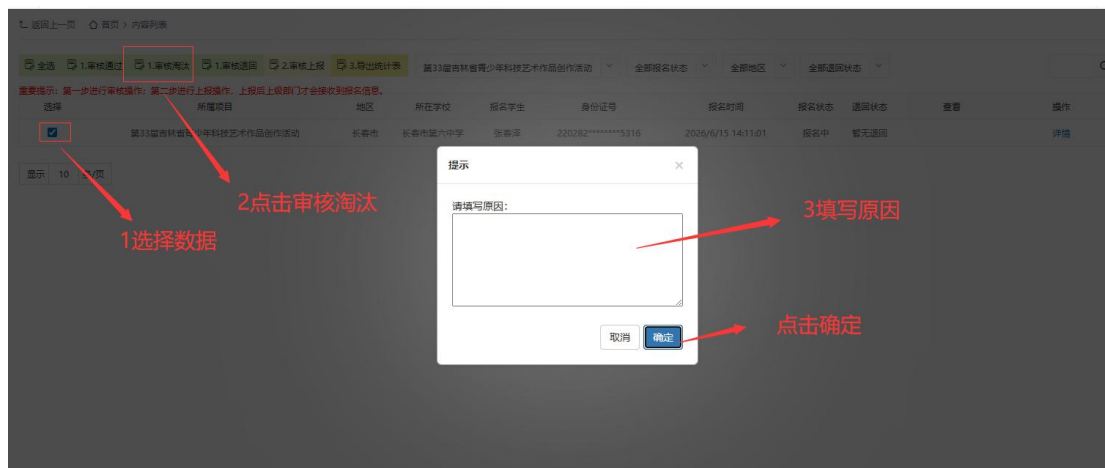 返回上一页 首页 > 内容列表
全选 1.审核通过 1.审核淘汰 1.审核退回 2.审核上报 3.导出统计表 第33届吉林省青少年科技艺术作品创作活动 全部报名状态 全部地区 全部退回状态
重要提示：第一步进行审核操作；第二步进行上报操作，上报后上级部门才会接收到报名信息。
选择 所属项目 地区 所在学校 报名学生 身份证号 报名时间 报名状态 退回状态 查看 操作
第33届吉林省青少年科技艺术作品创作活动 长春市 长春市第六中学 张春泽 220282********5316 2026/6/15 14:11:01 报名中 暂无退回 详情
提示 ×
显示 10 条/页
请填写原因：
2点击审核淘汰
3填写原因
1选择数据
取消 确定
点击确定